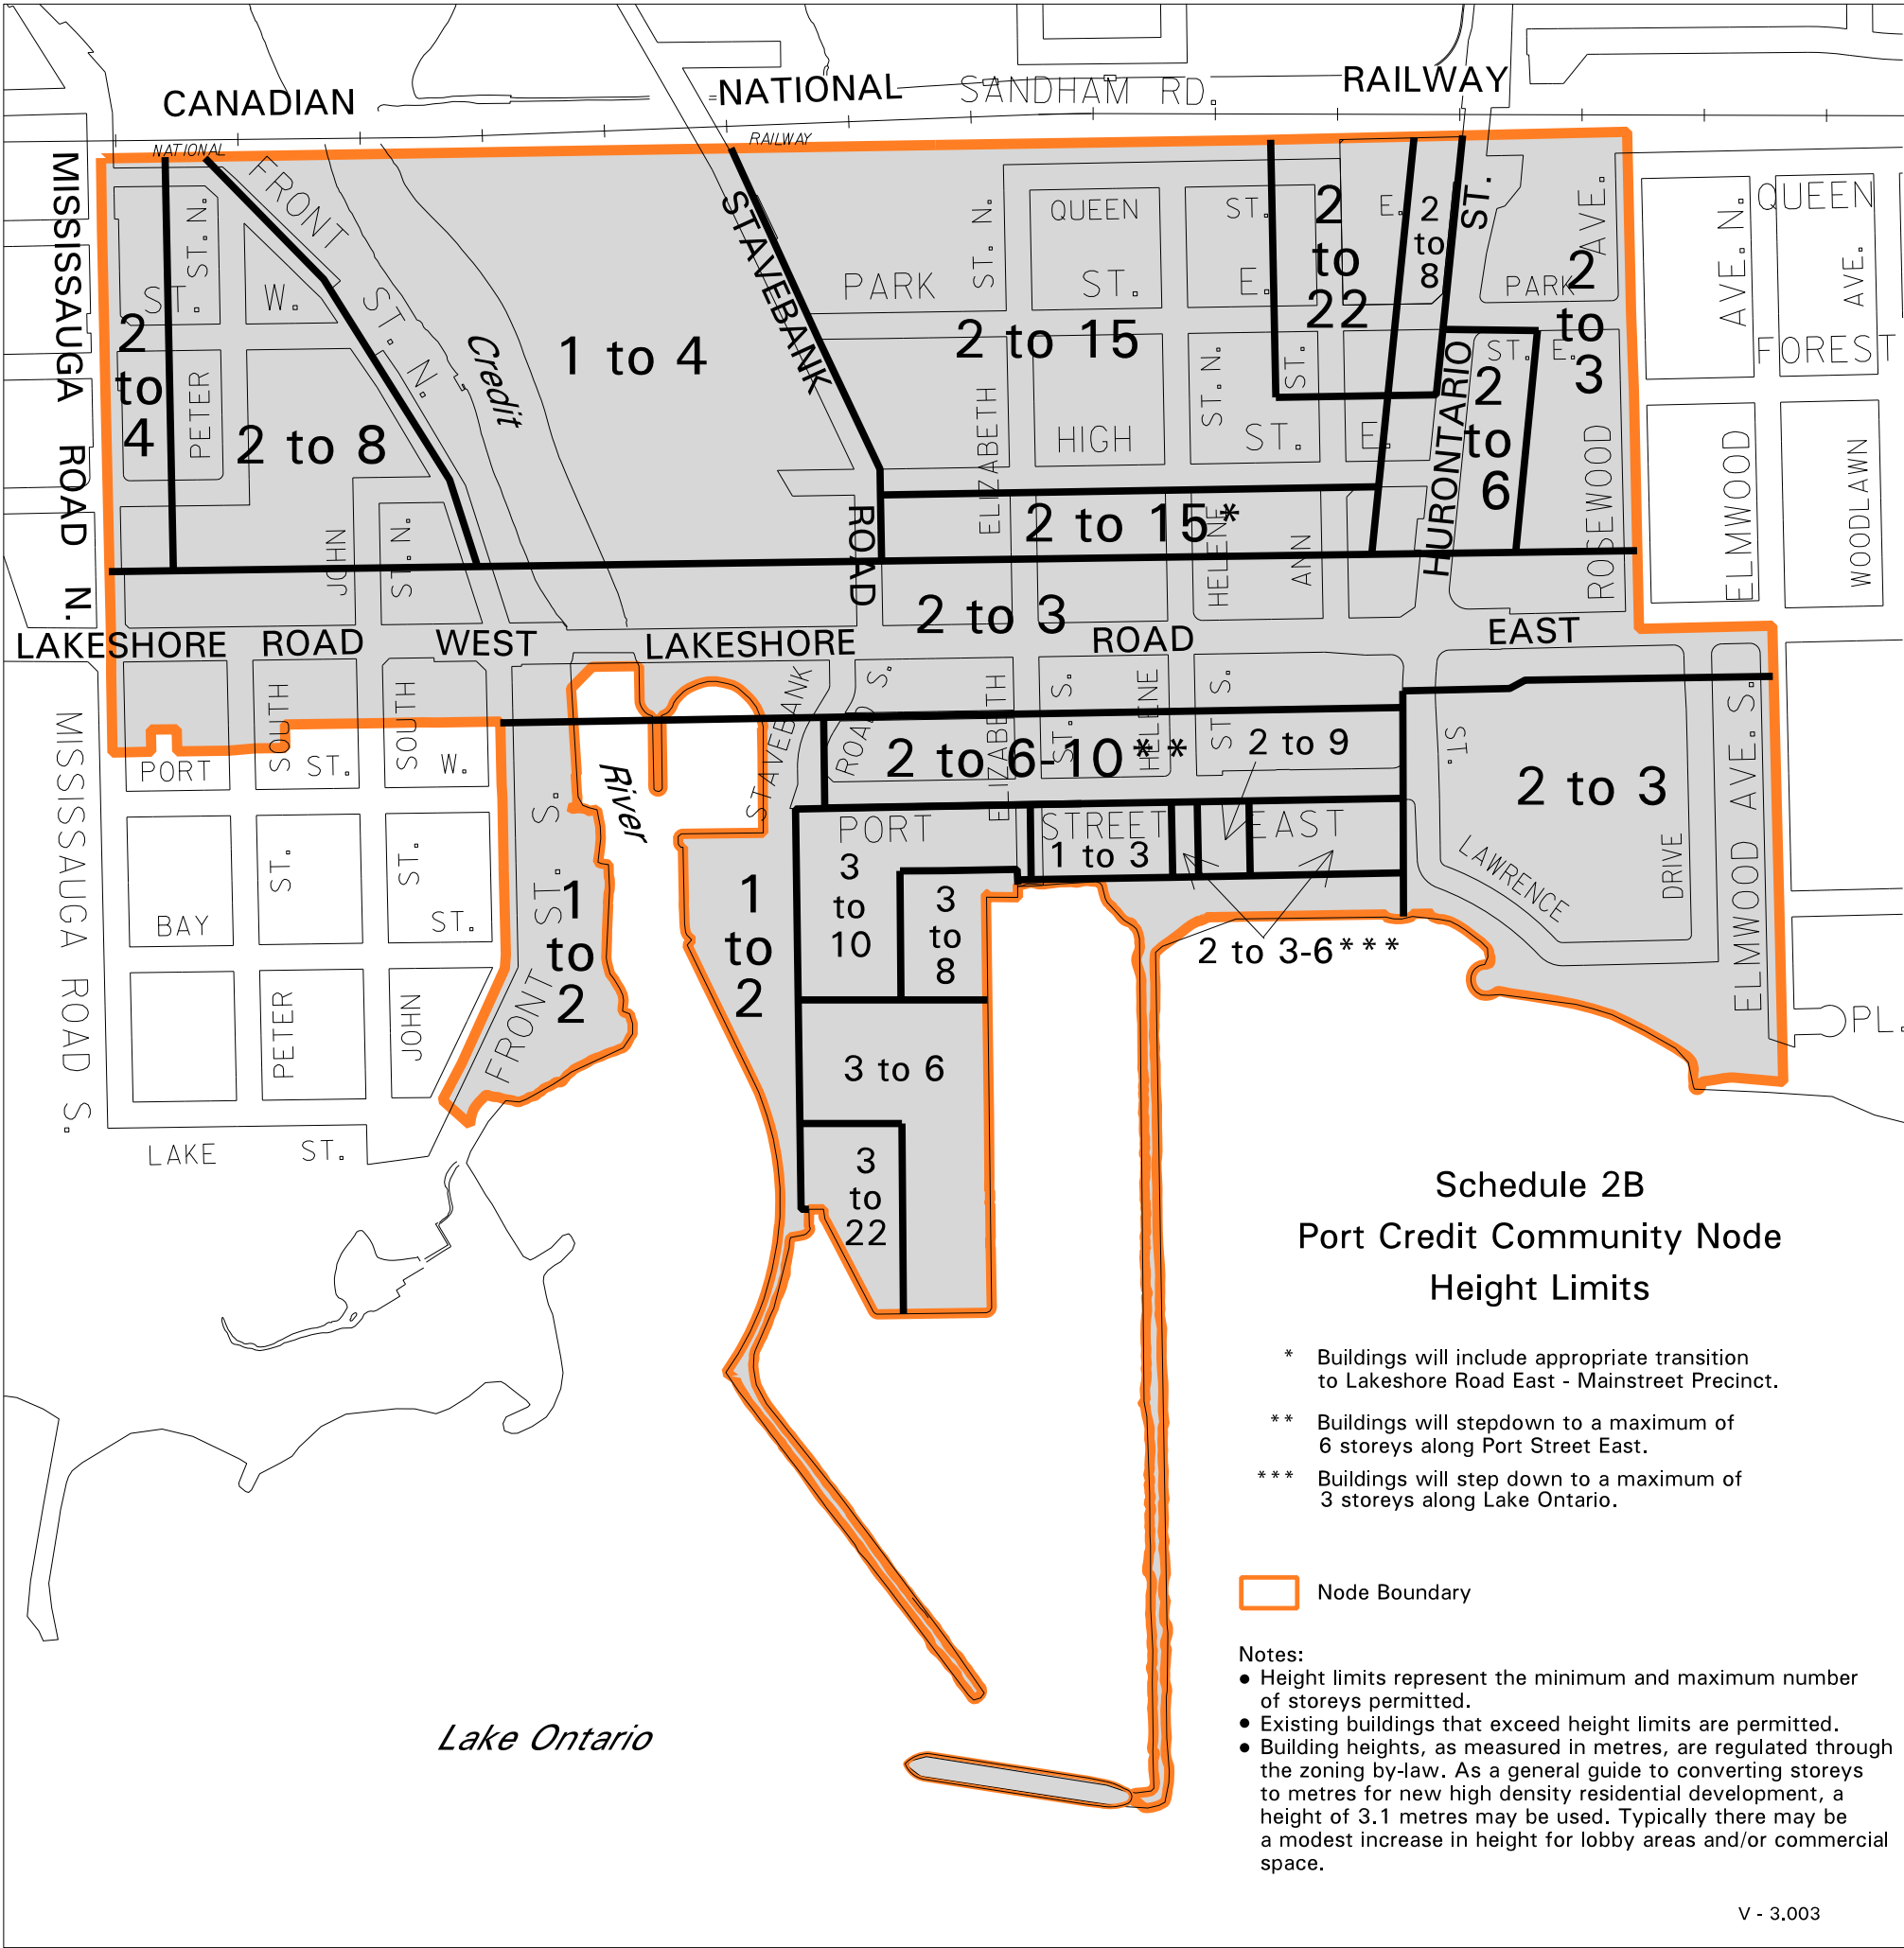 CANADIAN
NATIONAL
RAILWAY
SANDHAM RD.
NATIONAL
RAILWAY
MISSISSAUGA ROAD N.
FRONT ST. N.
STAVEBANK ROAD
ST. N.
ST. W.
PETER
2 to 4
2 to 8
Credit
1 to 4
PARK ST. E.
QUEEN ST. E.
ST. N.
ELIZABETH
2 to 15
HIGH ST. E.
ST. N.
ST.
2 to 22
2 to 8
HURONTARIO ST.
PARK ST. E.
AVE.
ROSEWOOD
2 to 3
2 to 6
AVE. N.
ELMWOOD
QUEEN
FOREST
AVE.
WOODLAWN
JOHN
ST. N.
2 to 15*
HELENE
ANN
2 to 3
LAKESHORE ROAD WEST
LAKESHORE ROAD EAST
MISSISSAUGA ROAD S.
SOUTH
SOUTH
PORT ST. W.
River
STAVEBANK
ROAD S.
ELIZABETH
ST. S.
HELENE
ST S.
2 to 6-10**
2 to 9
ST.
2 to 3
LAWRENCE
DRIVE
ELMWOOD AVE. S.
PORT STREET EAST
1 to 3
3 to 10
3 to 8
2 to 3-6***
BAY ST.
ST.
ST.
PETER
JOHN
FRONT ST. S.
1 to 2
1 to 2
3 to 6
3 to 22
PL.
LAKE ST.
Schedule 2B
Port Credit Community Node
Height Limits
* Buildings will include appropriate transition
to Lakeshore Road East - Mainstreet Precinct.
** Buildings will stepdown to a maximum of
6 storeys along Port Street East.
*** Buildings will step down to a maximum of
3 storeys along Lake Ontario.
Node Boundary
Notes:
• Height limits represent the minimum and maximum number
of storeys permitted.
• Existing buildings that exceed height limits are permitted.
• Building heights, as measured in metres, are regulated through
the zoning by-law. As a general guide to converting storeys
to metres for new high density residential development, a
height of 3.1 metres may be used. Typically there may be
a modest increase in height for lobby areas and/or commercial
space.
Lake Ontario
V - 3.003